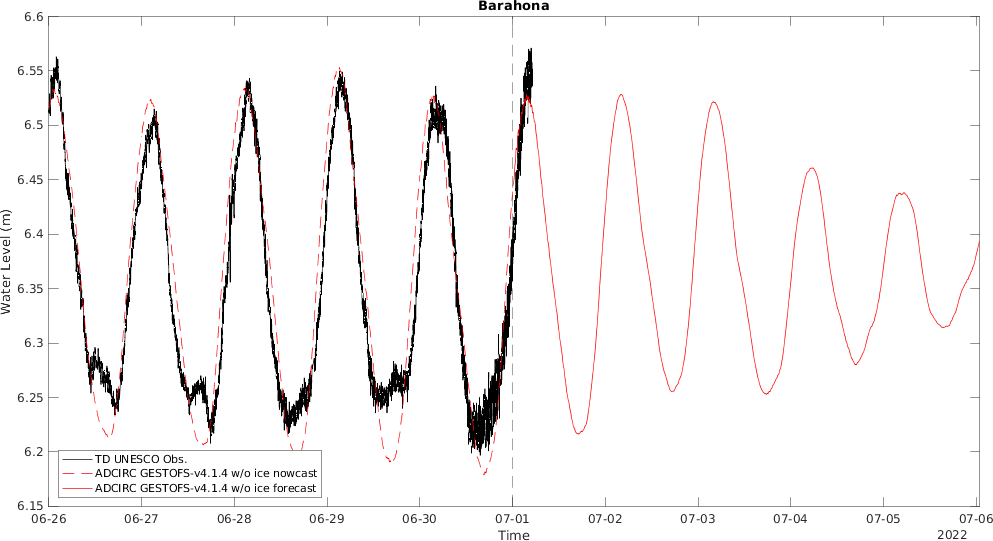 Barahona
6.6
6.55
6.5
6.45
6.4
6.35
6.3
6.25
6.2
6.15
Water Level (m)
TD UNESCO Obs.
ADCIRC GESTOFS-v4.1.4 w/o ice nowcast
ADCIRC GESTOFS-v4.1.4 w/o ice forecast
06-26 06-27 06-28 06-29 06-30 07-01 07-02 07-03 07-04 07-05 07-06
Time
2022